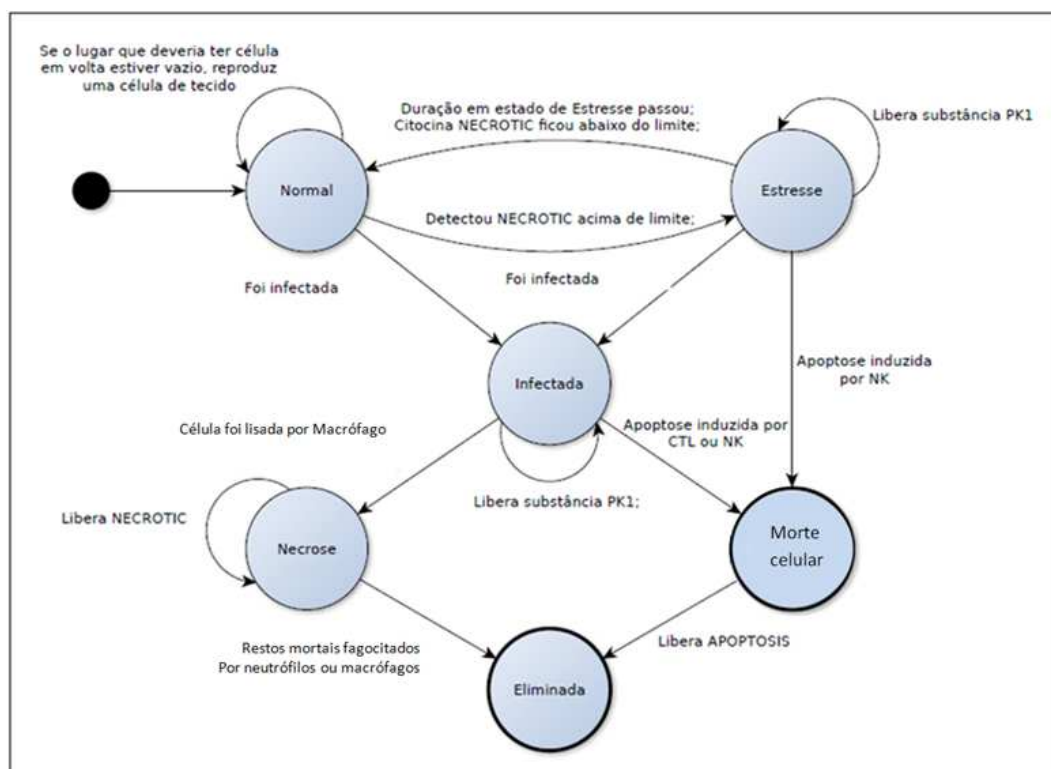 Se o lugar que deveria ter célula
em volta estiver vazio, reproduz
uma célula de tecido
Duração em estado de Estresse passou;
Citocina NECROTIC ficou abaixo do limite;
Libera substância PK1
Normal
Estresse
Detectou NECROTIC acima de limite;
Foi infectada
Foi infectada
Infectada
Apoptose induzida
por NK
Célula foi lisada por Macrófago
Apoptose induzida por
CTL ou NK
Libera substância PK1;
Libera NECROTIC
Necrose
Morte
celular
Restos mortais fagocitados
Por neutrófilos ou macrófagos
Libera APOPTOSIS
Eliminada